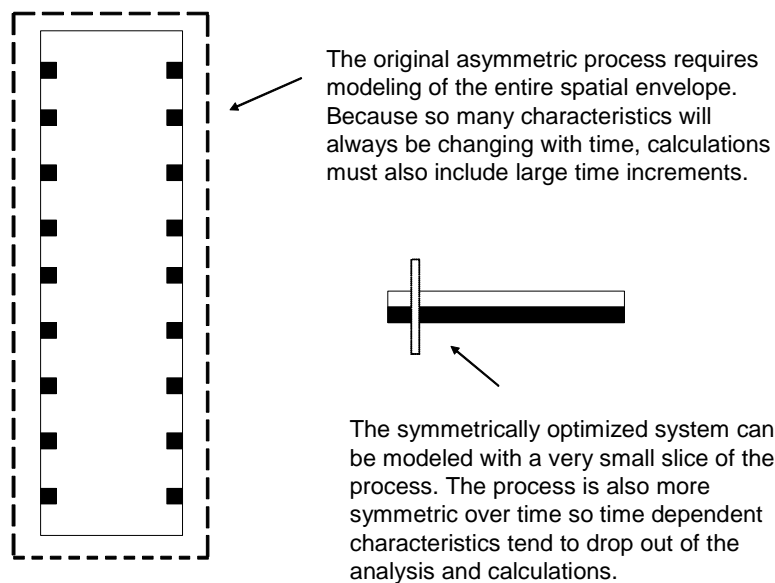 The original asymmetric process requires
modeling of the entire spatial envelope.
Because so many characteristics will
always be changing with time, calculations
must also include large time increments.
The symmetrically optimized system can
be modeled with a very small slice of the
process. The process is also more
symmetric over time so time dependent
characteristics tend to drop out of the
analysis and calculations.